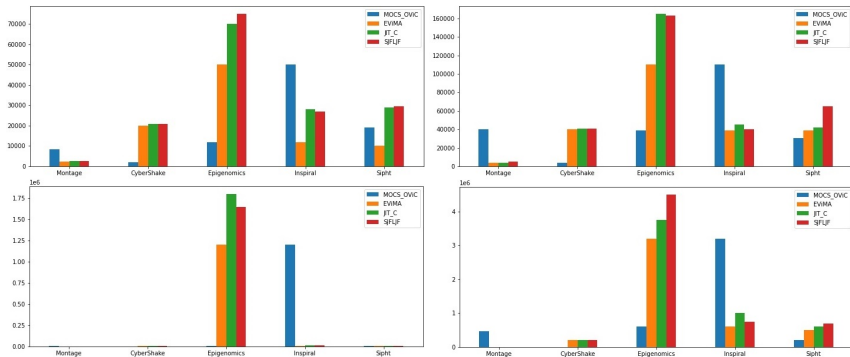 70000
60000
50000
40000
30000
20000
10000
0
Montage CyberShake Epigenomics Inspiral Sipht
MOCS_OViC
EViMA
JIT_C
SJFLJF
160000
140000
120000
100000
80000
60000
40000
20000
0
Montage CyberShake Epigenomics Inspiral Sipht
MOCS_OViC
EViMA
JIT_C
SJFLJF
1e6
1.75
1.50
1.25
1.00
0.75
0.50
0.25
0.00
Montage CyberShake Epigenomics Inspiral Sipht
MOCS_OViC
EViMA
JIT_C
SJFLJF
1e6
4
3
2
1
0
Montage CyberShake Epigenomics Inspiral Sipht
MOCS_OViC
EViMA
JIT_C
SJFLJF